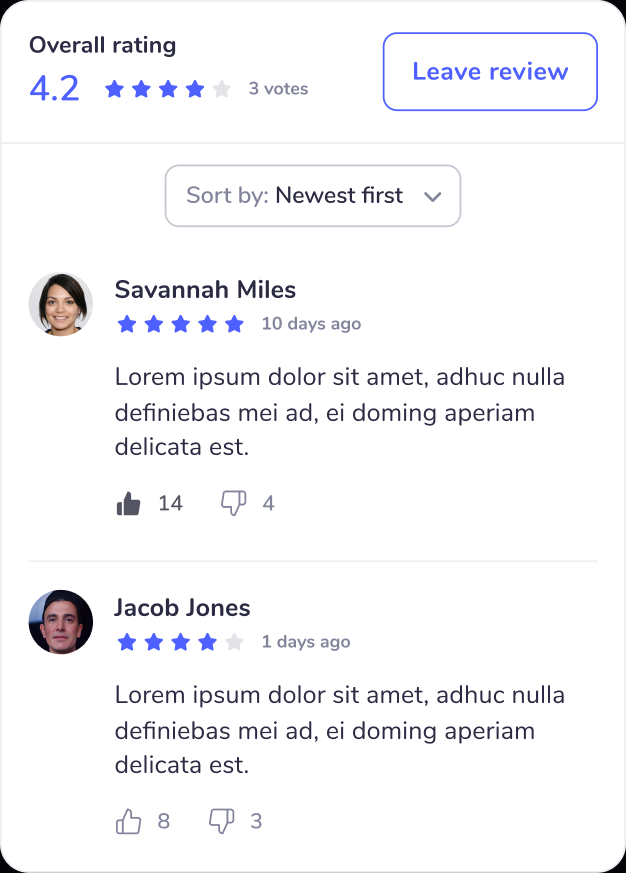 Overall rating
4.2 3 votes
Leave review
Sort by: Newest first
Savannah Miles
10 days ago
Lorem ipsum dolor sit amet, adhuc nulla
definiebas mei ad, ei doming aperiam
delicata est.
14 4
Jacob Jones
1 days ago
Lorem ipsum dolor sit amet, adhuc nulla
definiebas mei ad, ei doming aperiam
delicata est.
8 3